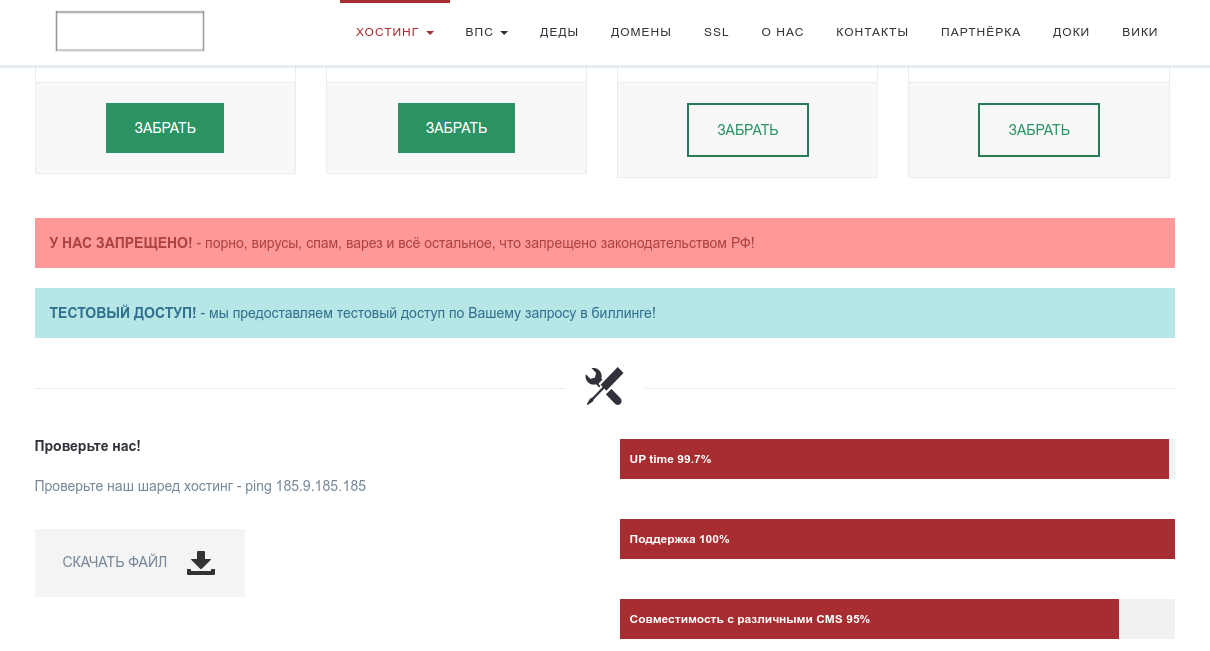 ХОСТИНГ ВПС ДЕДЫ ДОМЕНЫ SSL О НАС КОНТАКТЫ ПАРТНЁРКА ДОКИ ВИКИ
ЗАБРАТЬ ЗАБРАТЬ ЗАБРАТЬ ЗАБРАТЬ
У НАС ЗАПРЕЩЕНО! - порно, вирусы, спам, варез и всё остальное, что запрещено законодательством РФ!
ТЕСТОВЫЙ ДОСТУП! - мы предоставляем тестовый доступ по Вашему запросу в биллинге!
Проверьте нас!
Проверьте наш шаред хостинг - ping 185.9.185.185
СКАЧАТЬ ФАЙЛ
UP time 99.7%
Поддержка 100%
Совместимость с различными CMS 95%